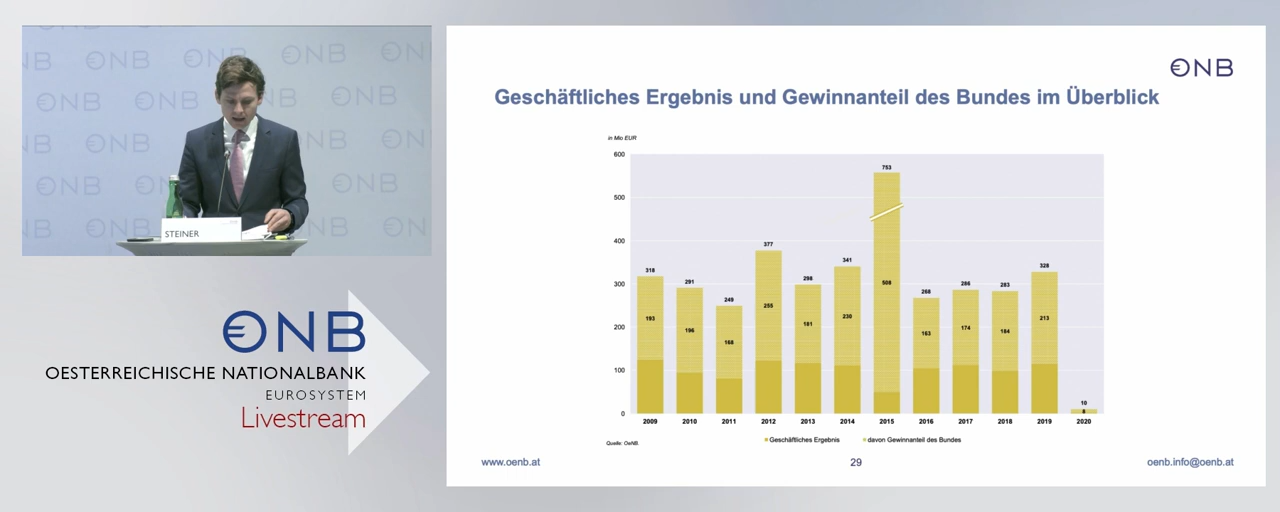 STEINER
ONB
OESTERREICHISCHE NATIONALBANK
EUROSYSTEM
Livestream
ONB
Geschäftliches Ergebnis und Gewinnanteil des Bundes im Überblick
in Mio EUR
600
500
400
300
200
100
0
318 291 249 377 298 341 753 268 286 283 328 10
193 196 168 255 181 230 508 163 174 184 213 8
2009 2010 2011 2012 2013 2014 2015 2016 2017 2018 2019 2020
Geschäftliches Ergebnis davon Gewinnanteil des Bundes
Quelle: OeNB.
www.oenb.at 29 oenb.info@oenb.at